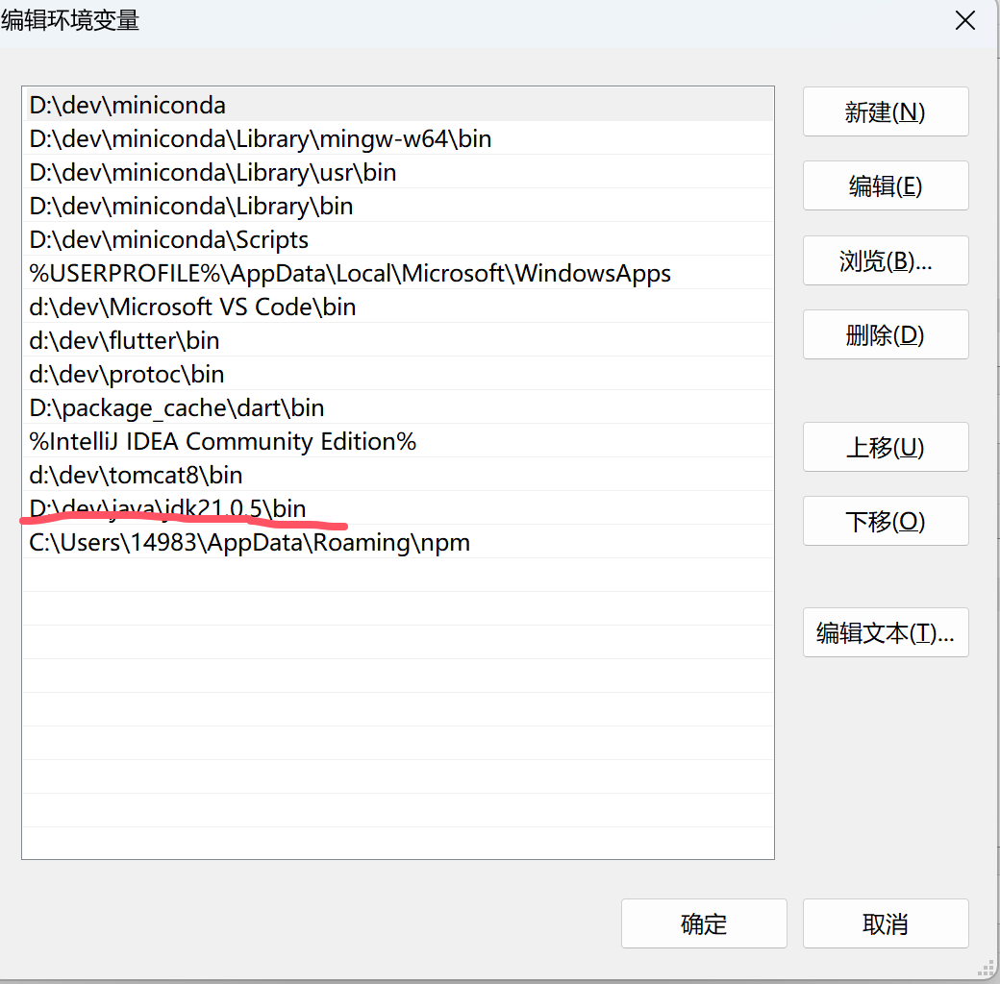 编辑环境变量
D:\dev\miniconda
D:\dev\miniconda\Library\mingw-w64\bin
D:\dev\miniconda\Library\usr\bin
D:\dev\miniconda\Library\bin
D:\dev\miniconda\Scripts
%USERPROFILE%\AppData\Local\Microsoft\WindowsApps
d:\dev\Microsoft VS Code\bin
d:\dev\flutter\bin
d:\dev\protoc\bin
D:\package_cache\dart\bin
%IntelliJ IDEA Community Edition%
d:\dev\tomcat8\bin
D:\dev\java\jdk21.0.5\bin
C:\Users\14983\AppData\Roaming\npm
新建(N)
编辑(E)
浏览(B)...
删除(D)
上移(U)
下移(O)
编辑文本(T)...
确定
取消